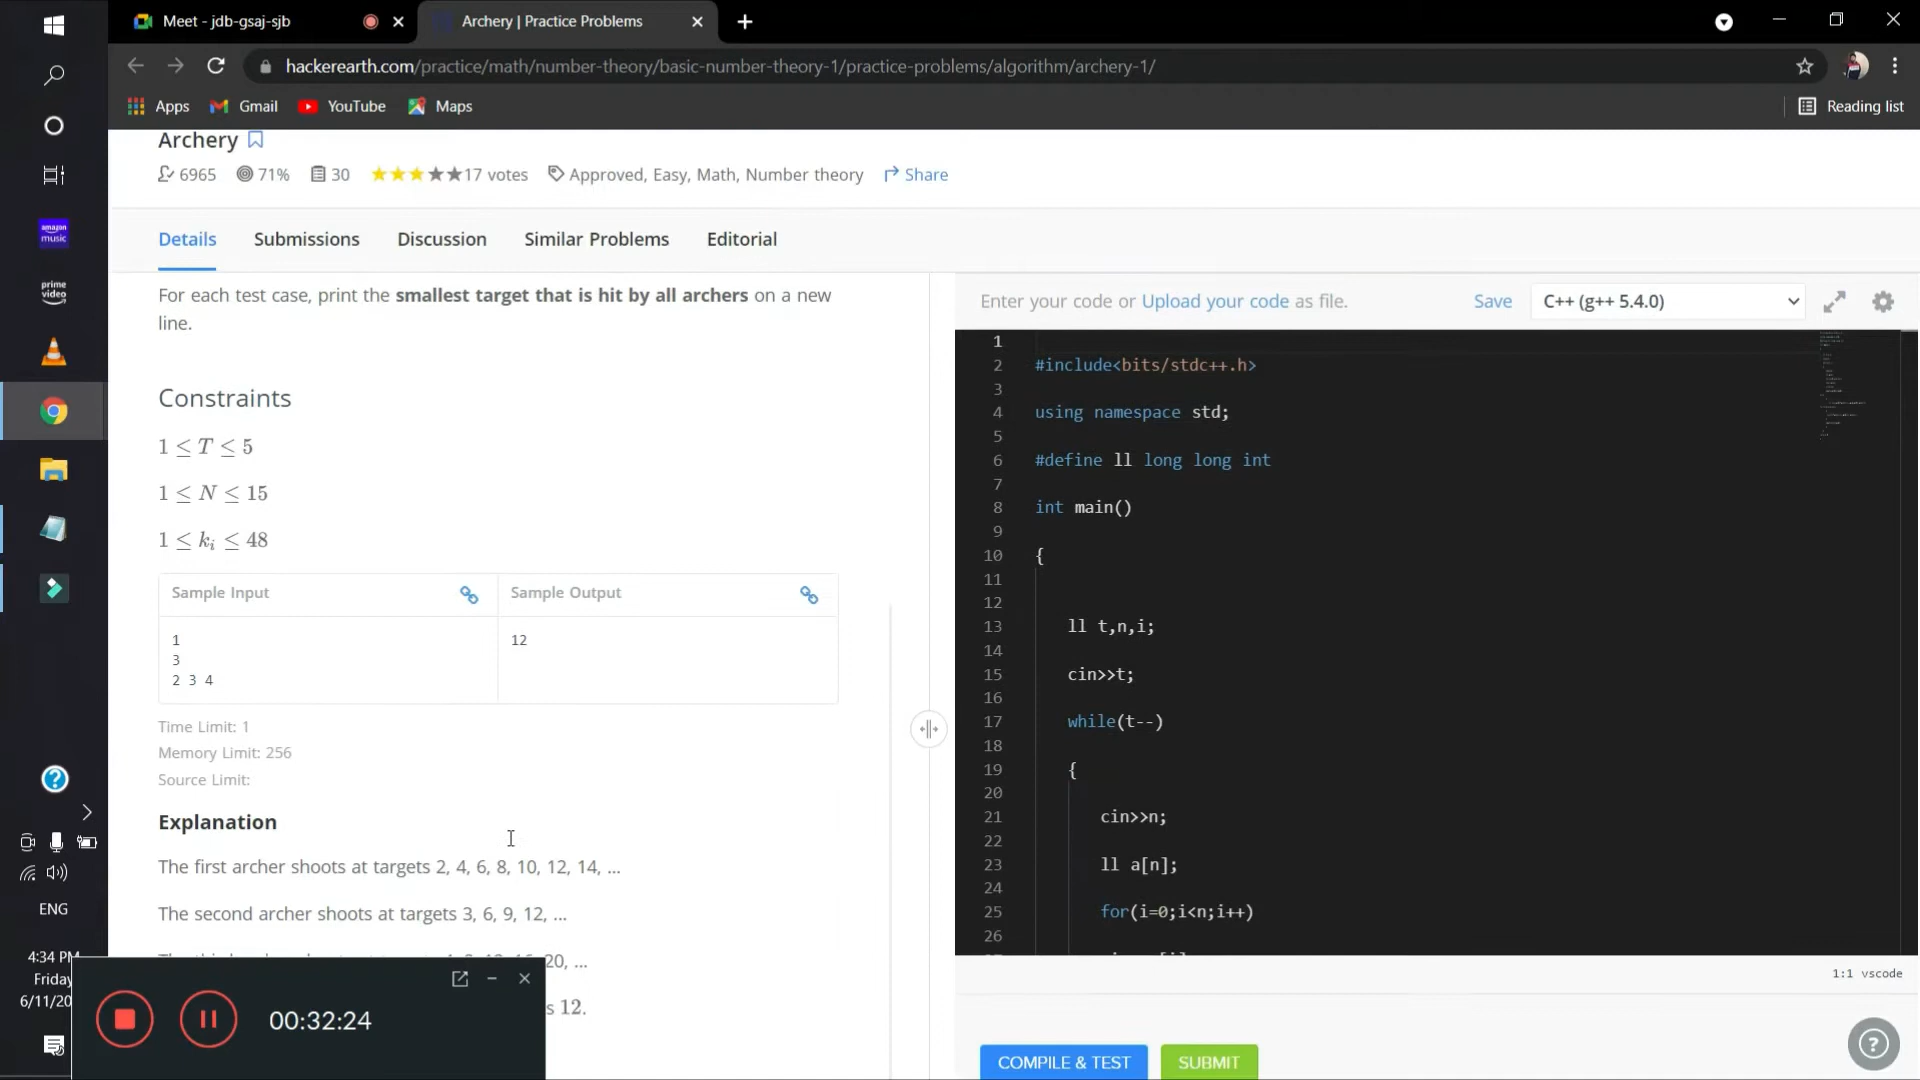 Meet - jdb-gsaj-sjb
Archery | Practice Problems
hackerearth.com/practice/math/number-theory/basic-number-theory-1/practice-problems/algorithm/archery-1/
Apps Gmail YouTube Maps Reading list
Archery
6965 71% 30 17 votes Approved, Easy, Math, Number theory Share
Details Submissions Discussion Similar Problems Editorial
For each test case, print the smallest target that is hit by all archers on a new
line.
Constraints
1 ≤ T ≤ 5
1 ≤ N ≤ 15
1 ≤ ki ≤ 48
Sample Input Sample Output
1
3
2 3 4
12
Time Limit: 1
Memory Limit: 256
Source Limit:
Explanation
The first archer shoots at targets 2, 4, 6, 8, 10, 12, 14, ...
The second archer shoots at targets 3, 6, 9, 12, ...
20, ...
s 12.
Enter your code or Upload your code as file. Save C++ (g++ 5.4.0)
1
2 #include<bits/stdc++.h>
3
4 using namespace std;
5
6 #define ll long long int
7
8 int main()
9
10 {
11
12
13 ll t,n,i;
14
15 cin>>t;
16
17 while(t--)
18
19 {
20
21 cin>>n;
22
23 ll a[n];
24
25 for(i=0;i<n;i++)
26
1:1 vscode
COMPILE & TEST SUBMIT
amazon
music
prime
video
ENG
4:34 PM
Friday
6/11/20
00:32:24